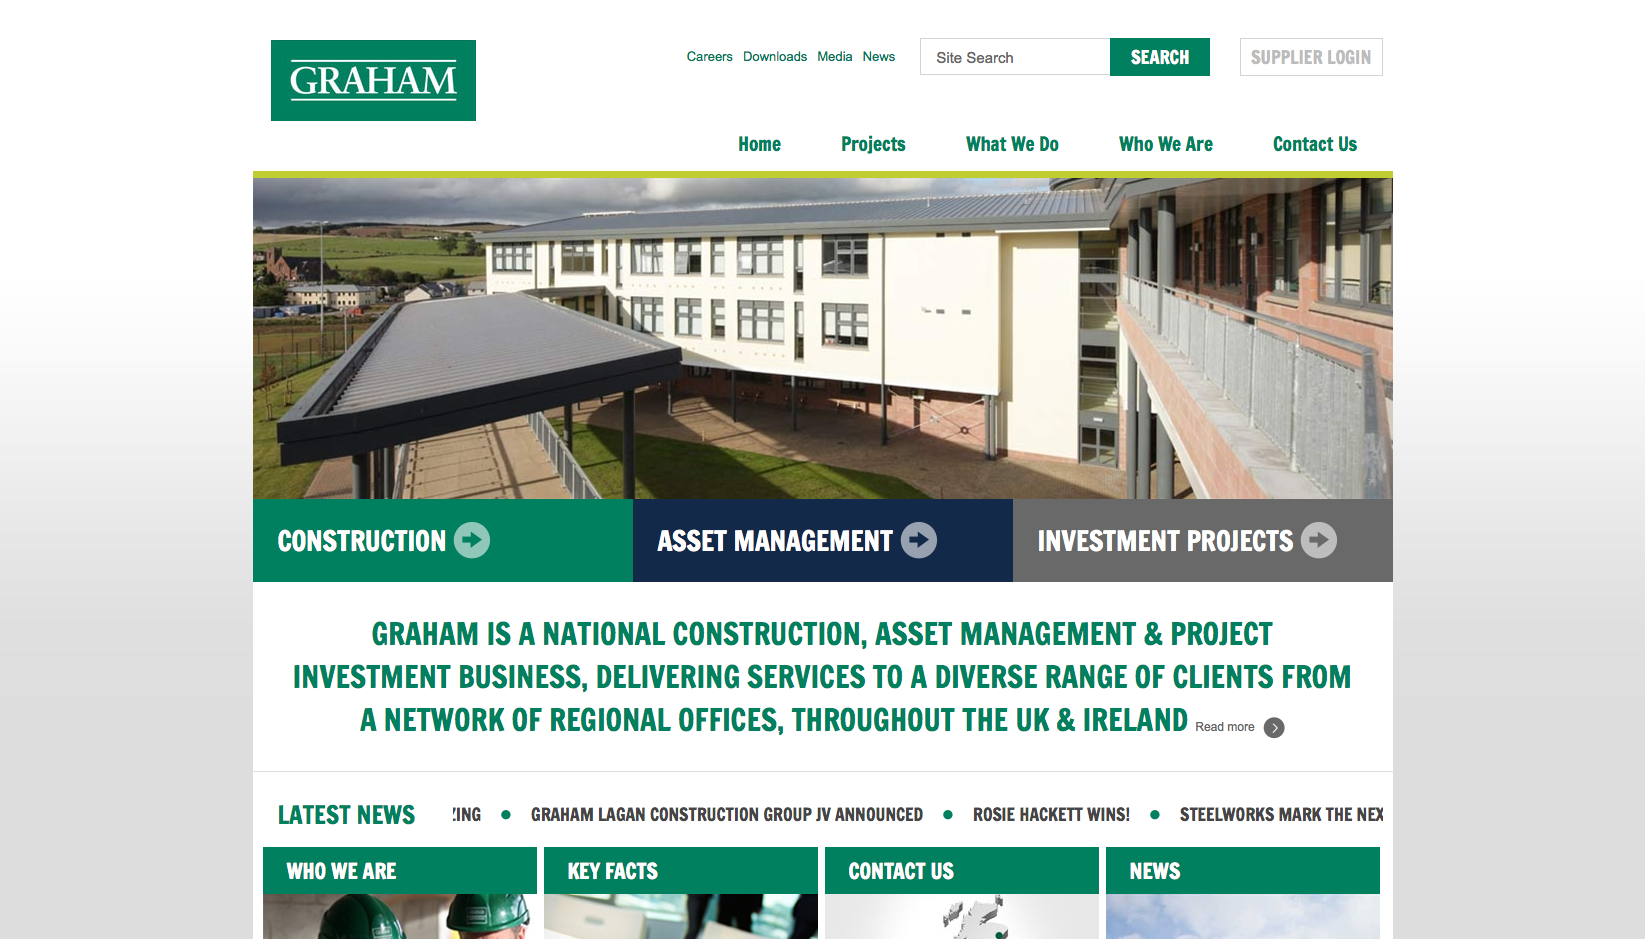 GRAHAM
Careers Downloads Media News
Site Search
SEARCH
SUPPLIER LOGIN
Home
Projects
What We Do
Who We Are
Contact Us
CONSTRUCTION
ASSET MANAGEMENT
INVESTMENT PROJECTS
GRAHAM IS A NATIONAL CONSTRUCTION, ASSET MANAGEMENT & PROJECT
INVESTMENT BUSINESS, DELIVERING SERVICES TO A DIVERSE RANGE OF CLIENTS FROM
A NETWORK OF REGIONAL OFFICES, THROUGHOUT THE UK & IRELAND Read more
LATEST NEWS
GRAHAM LAGAN CONSTRUCTION GROUP JV ANNOUNCED • ROSIE HACKETT WINS! • STEELWORKS MARK THE NEX
WHO WE ARE
KEY FACTS
CONTACT US
NEWS